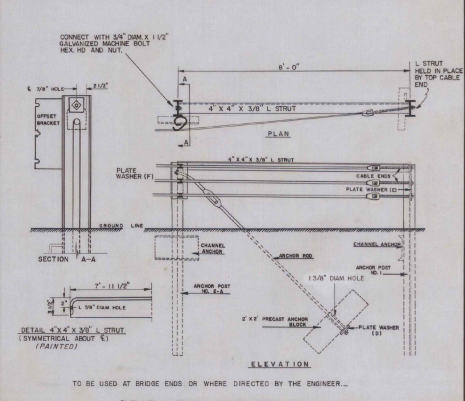 CONNECT WITH 3/4" DIAM. X 1 1/2"
GALVANIZED MACHINE BOLT
HEX. HD AND NUT.
8'-0"
L STRUT
HELD IN PLACE
BY TOP CABLE
END
A
4" X 4" X 3/8" L STRUT
A
PLAN
℄ 7/8" HOLE
2 1/2"
OFFSET
BRACKET
GROUND LINE
SECTION A-A
PLATE
WASHER (F)
4" X 4" X 3/8" L STRUT
CABLE ENDS
PLATE WASHER
CHANNEL
ANCHOR
CHANNEL ANCHOR
ANCHOR ROD
ANCHOR POST
NO.
ANCHOR POST
NO. 1
1 3/8" DIAM HOLE
2' X 2' PRECAST ANCHOR
BLOCK
PLATE WASHER
(D)
ELEVATION
7'-11 1/2"
DIAM HOLE
DETAIL 4"X 4"X 3/8" L STRUT
(SYMMETRICAL ABOUT ℄)
(PAINTED)
TO BE USED AT BRIDGE ENDS OR WHERE DIRECTED BY THE ENGINEER...